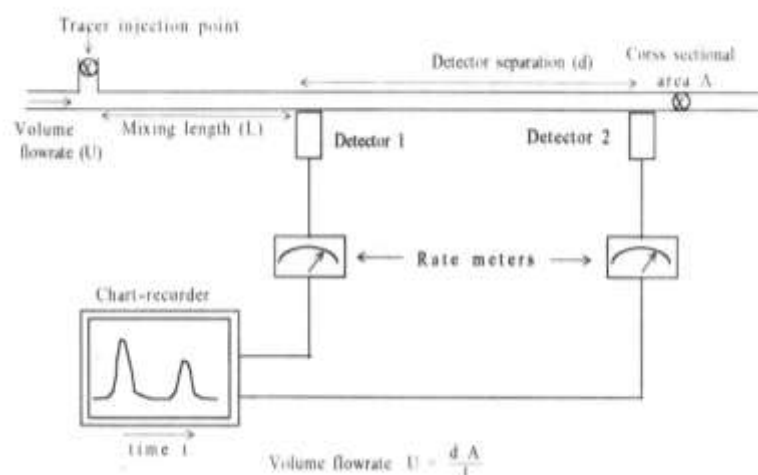 Tracer injection point
Detector separation (d)
Corss sectional
area A
Volume
flowrate (U)
Mixing length (L)
Detector 1
Detector 2
Rate meters
Chart-recorder
time t
Volume flowrate U = d A
t